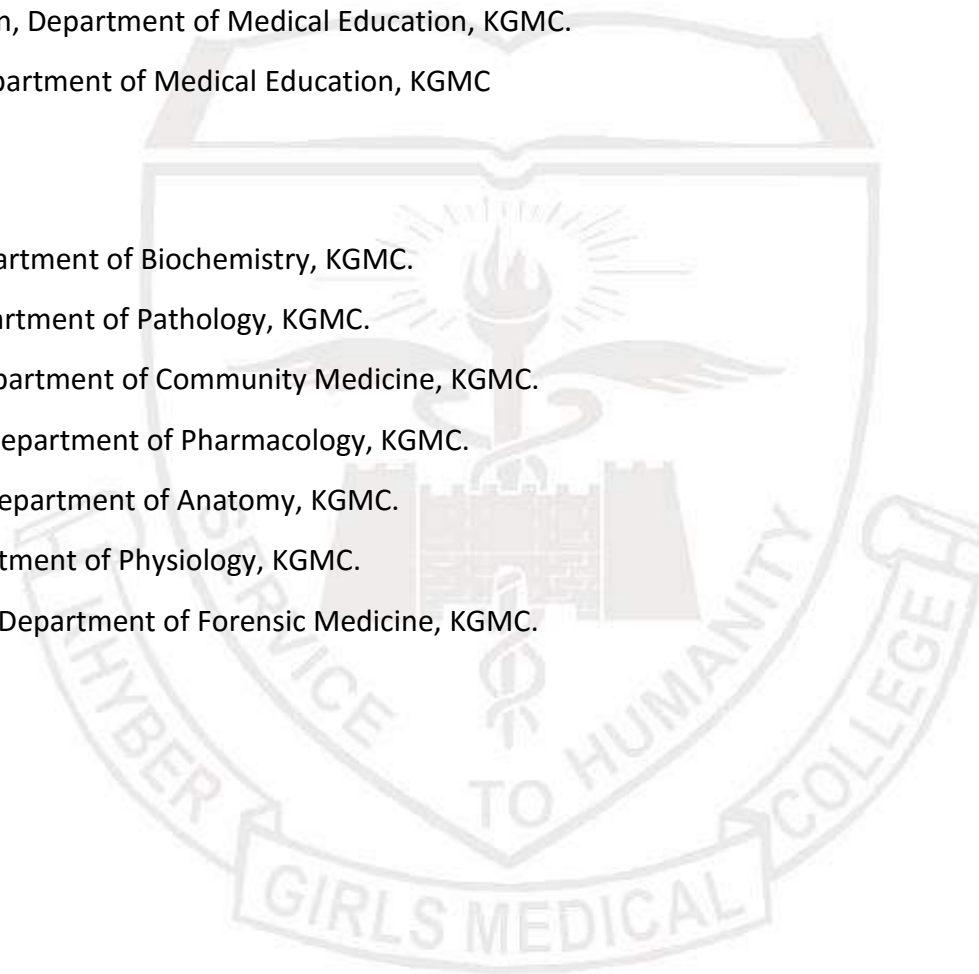 n, Department of Medical Education, KGMC.
partment of Medical Education, KGMC
artment of Biochemistry, KGMC.
artment of Pathology, KGMC.
partment of Community Medicine, KGMC.
epartment of Pharmacology, KGMC.
epartment of Anatomy, KGMC.
tment of Physiology, KGMC.
Department of Forensic Medicine, KGMC.
SERVICE TO HUMANITY
KHYBER GIRLS MEDICAL COLLEGE